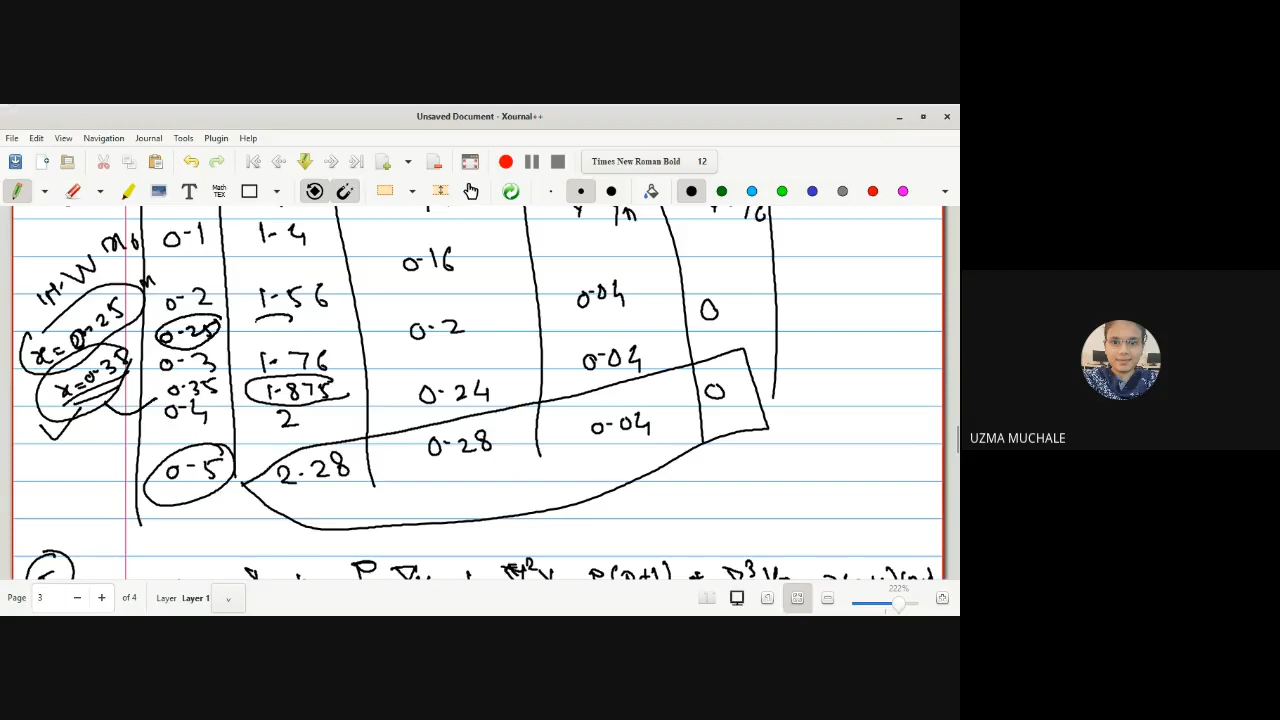 Unsaved Document - Xournal++
File Edit View Navigation Journal Tools Plugin Help
Times New Roman Bold 12
Math TEX
0.1 1.4
0.16
H.W
0.2 1.56 0.04
x=0.25 0.25 0.2 0
0.3 1.76 0.04
0.35 1.875 0.24 0
0.4 2
0.28 0.04
0.5 2.28
UZMA MUCHALE
Page 3 of 4 Layer Layer 1 222%